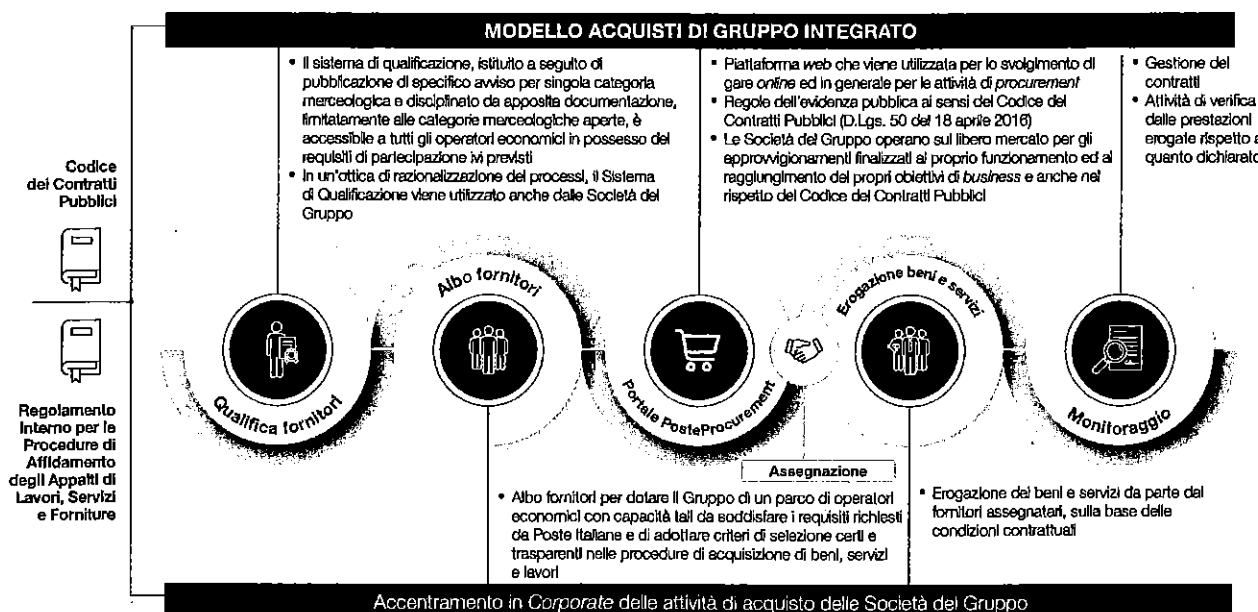 MODELLO ACQUISTI DI GRUPPO INTEGRATO
• Il sistema di qualificazione, istituito a seguito di
pubblicazione di specifico avviso per singola categoria
merceologica e disciplinato da apposita documentazione,
limitatamente alle categorie merceologiche aperte, è
accessibile a tutti gli operatori economici in possesso dei
requisiti di partecipazione ivi previsti
• In un'ottica di razionalizzazione dei processi, il Sistema
di Qualificazione viene utilizzato anche dalle Società del
Gruppo
• Piattaforma web che viene utilizzata per lo svolgimento di
gare online ed in generale per le attività di procurement
• Regole dell'evidenza pubblica ai sensi del Codice dei
Contratti Pubblici (D.Lgs. 50 del 18 aprile 2016)
• Le Società del Gruppo operano sul libero mercato per gli
approvvigionamenti finalizzati al proprio funzionamento ed al
raggiungimento dei propri obiettivi di business e anche nel
rispetto del Codice dei Contratti Pubblici
• Gestione dei
contratti
• Attività di verifica
delle prestazioni
erogate rispetto a
quanto dichiarato
Codice
dei Contratti
Pubblici
Regolamento
Interno per le
Procedure di
Affidamento
degli Appalti di
Lavori, Servizi
e Forniture
Qualifica fornitori
Albo fornitori
Portale PosteProcurement
Erogazione beni e servizi
Monitoraggio
Assegnazione
• Albo fornitori per dotare il Gruppo di un parco di operatori
economici con capacità tali da soddisfare i requisiti richiesti
da Poste Italiane e di adottare criteri di selezione certi e
trasparenti nelle procedure di acquisizione di beni, servizi
e lavori
• Erogazione dei beni e servizi da parte dei
fornitori assegnatari, sulla base delle
condizioni contrattuali
Accentramento in Corporate delle attività di acquisto delle Società del Gruppo